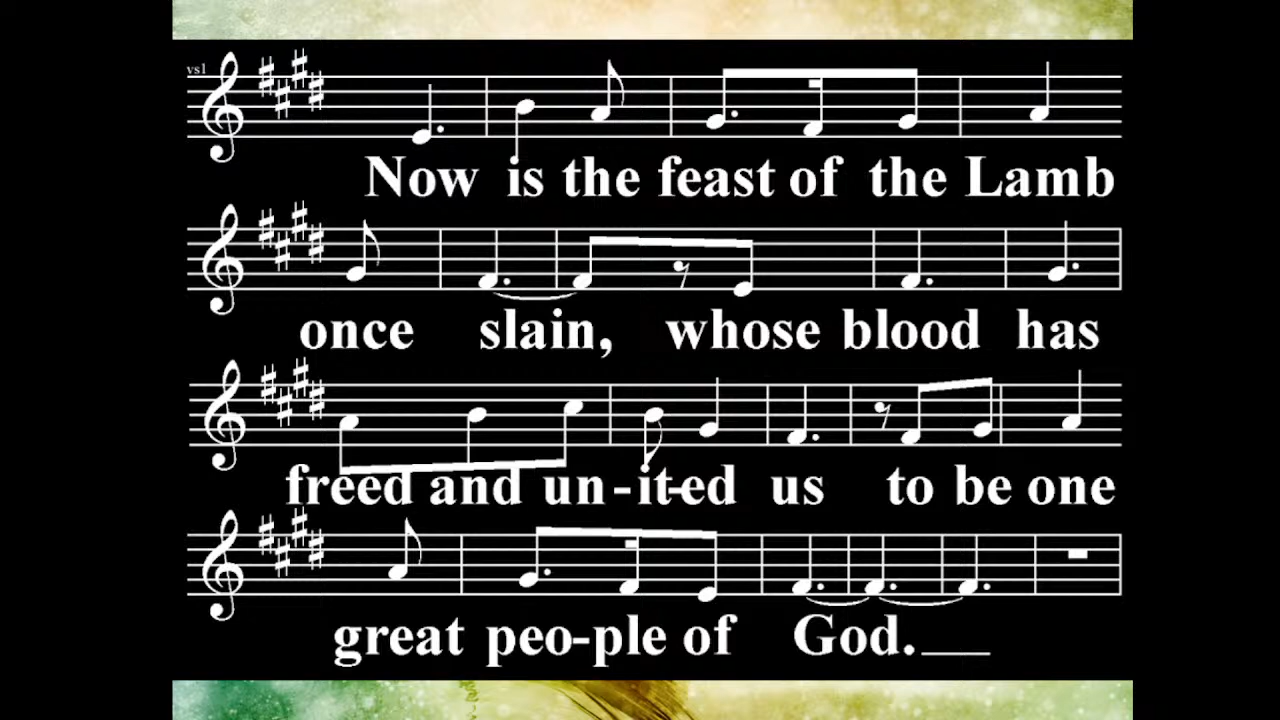 vs1
Now is the feast of the Lamb
once slain, whose blood has
freed and un-it-ed us to be one
great peo-ple of God.__